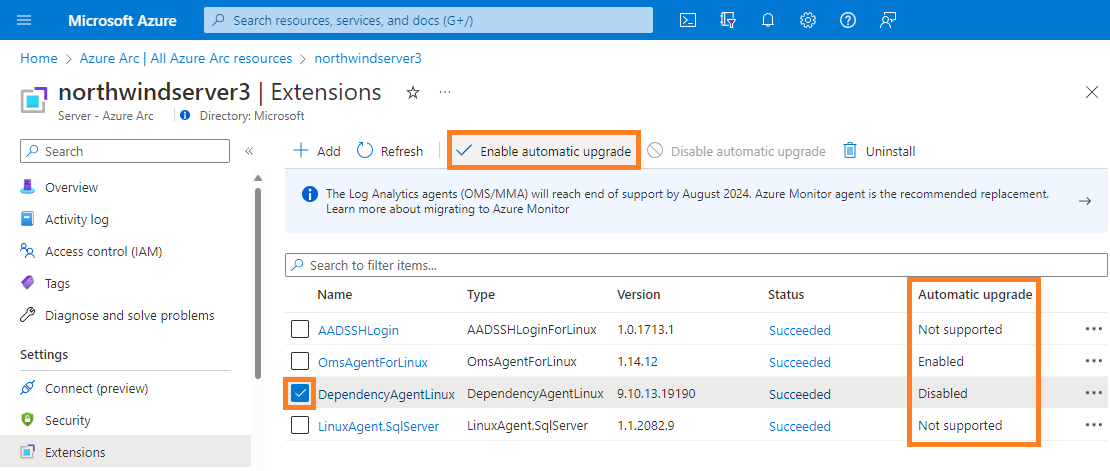 Microsoft Azure
Search resources, services, and docs (G+/)
Home > Azure Arc | All Azure Arc resources > northwindserver3
northwindserver3 | Extensions
Server - Azure Arc
Directory: Microsoft
Search
Overview
Activity log
Access control (IAM)
Tags
Diagnose and solve problems
Settings
Connect (preview)
Security
Extensions
Add Refresh Enable automatic upgrade Disable automatic upgrade Uninstall
The Log Analytics agents (OMS/MMA) will reach end of support by August 2024. Azure Monitor agent is the recommended replacement.
Learn more about migrating to Azure Monitor
Search to filter items...
Name Type Version Status Automatic upgrade
AADSSHLogin AADSSHLoginForLinux 1.0.1713.1 Succeeded Not supported
OmsAgentForLinux OmsAgentForLinux 1.14.12 Succeeded Enabled
DependencyAgentLinux DependencyAgentLinux 9.10.13.19190 Succeeded Disabled
LinuxAgent.SqlServer LinuxAgent.SqlServer 1.1.2082.9 Succeeded Not supported